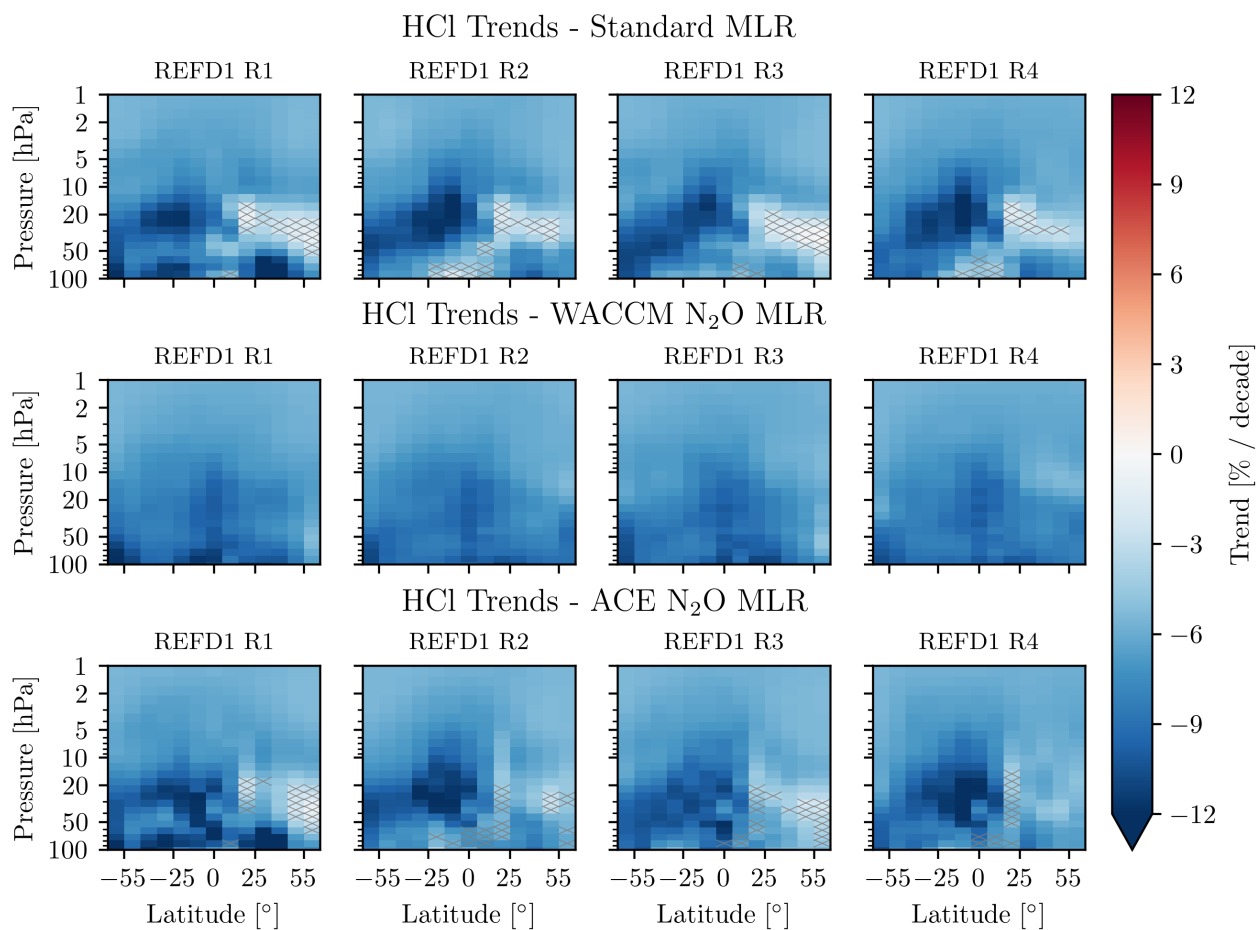 HCl Trends - Standard MLR
REFD1 R1 REFD1 R2 REFD1 R3 REFD1 R4
Pressure [hPa]
1
2
5
10
20
50
100
HCl Trends - WACCM N₂O MLR
REFD1 R1 REFD1 R2 REFD1 R3 REFD1 R4
Pressure [hPa]
1
2
5
10
20
50
100
HCl Trends - ACE N₂O MLR
REFD1 R1 REFD1 R2 REFD1 R3 REFD1 R4
Pressure [hPa]
1
2
5
10
20
50
100
−55 −25 0 25 55 −55 −25 0 25 55 −55 −25 0 25 55 −55 −25 0 25 55
Latitude [°] Latitude [°] Latitude [°] Latitude [°]
12
9
6
3
0
−3
−6
−9
−12
Trend [% / decade]